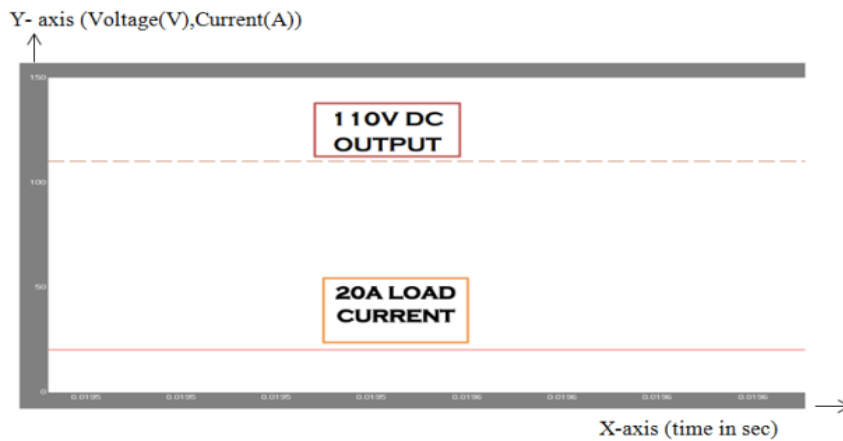 Y- axis (Voltage(V),Current(A))
150
110V DC
OUTPUT
100
50
20A LOAD
CURRENT
0
0.0195 0.0195 0.0195 0.0195 0.0196 0.0196 0.0196 0.0196
X-axis (time in sec)